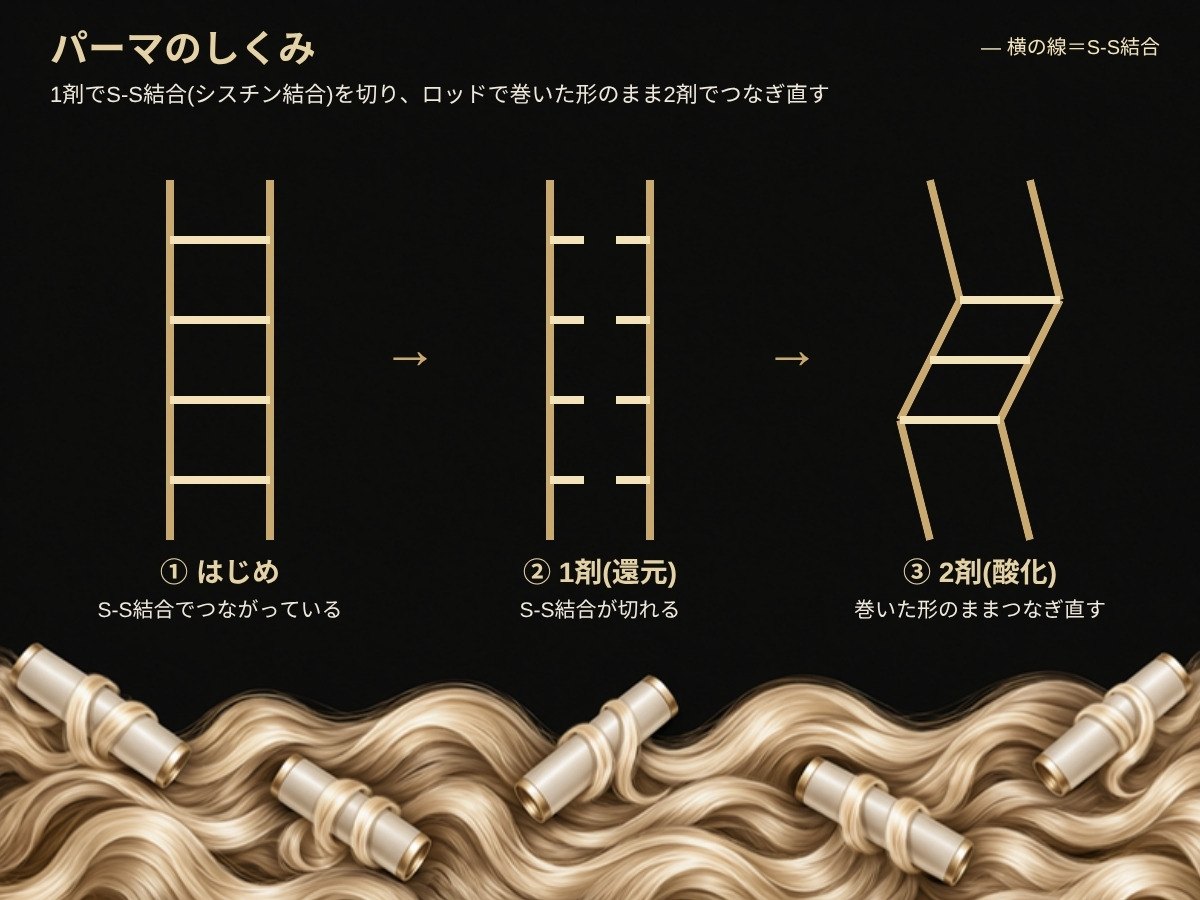 パーマのしくみ
— 横の線＝S-S結合
1剤でS-S結合(シスチン結合)を切り、ロッドで巻いた形のまま2剤でつなぎ直す
→
→
① はじめ
S-S結合でつながっている
② 1剤(還元)
S-S結合が切れる
③ 2剤(酸化)
巻いた形のままつなぎ直す